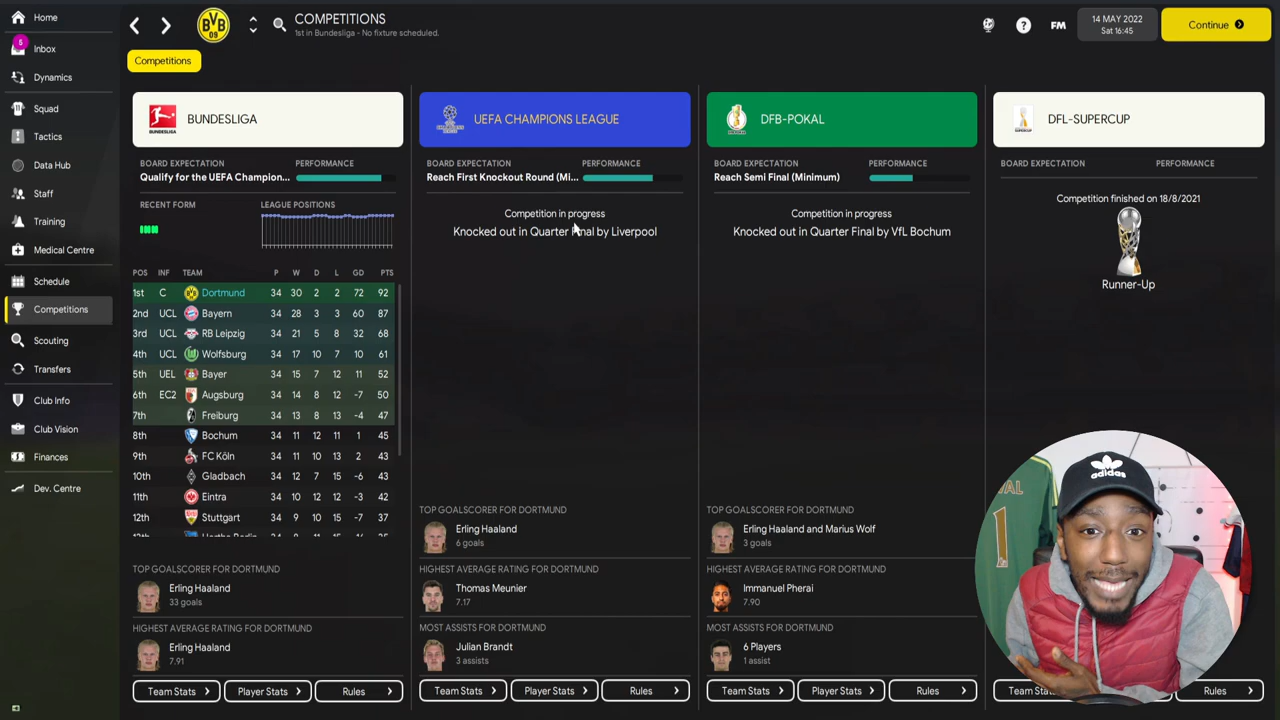 Home
5
Inbox
Dynamics
Squad
Tactics
Data Hub
Staff
Training
Medical Centre
Schedule
Competitions
Scouting
Transfers
Club Info
Club Vision
Finances
Dev. Centre
BVB 09
COMPETITIONS
1st in Bundesliga - No fixture scheduled.
?
FM
14 MAY 2022
Sat 16:45
Continue
Competitions
BUNDESLIGA
BUNDESLIGA
BOARD EXPECTATION PERFORMANCE
Qualify for the UEFA Champion...
RECENT FORM LEAGUE POSITIONS
POS INF TEAM P W D L GD PTS
1st C Dortmund 34 30 2 2 72 92
2nd UCL Bayern 34 28 3 3 60 87
3rd UCL RB Leipzig 34 21 5 8 32 68
4th UCL Wolfsburg 34 17 10 7 10 61
5th UEL Bayer 34 15 7 12 11 52
6th EC2 Augsburg 34 14 8 12 -7 50
7th Freiburg 34 13 8 13 -4 47
8th Bochum 34 11 12 11 1 45
9th FC Köln 34 11 10 13 2 43
10th Gladbach 34 12 7 15 -6 43
11th Eintra 34 10 12 12 -3 42
12th Stuttgart 34 9 10 15 -7 37
TOP GOALSCORER FOR DORTMUND
Erling Haaland
33 goals
HIGHEST AVERAGE RATING FOR DORTMUND
Erling Haaland
7.91
Team Stats Player Stats Rules
UEFA CHAMPIONS LEAGUE
BOARD EXPECTATION PERFORMANCE
Reach First Knockout Round (Mi...
Competition in progress
Knocked out in Quarter Final by Liverpool
TOP GOALSCORER FOR DORTMUND
Erling Haaland
6 goals
HIGHEST AVERAGE RATING FOR DORTMUND
Thomas Meunier
7.17
MOST ASSISTS FOR DORTMUND
Julian Brandt
3 assists
Team Stats Player Stats Rules
DFB-POKAL
BOARD EXPECTATION PERFORMANCE
Reach Semi Final (Minimum)
Competition in progress
Knocked out in Quarter Final by VfL Bochum
TOP GOALSCORER FOR DORTMUND
Erling Haaland and Marius Wolf
3 goals
HIGHEST AVERAGE RATING FOR DORTMUND
Immanuel Pherai
7.90
MOST ASSISTS FOR DORTMUND
6 Players
1 assist
Team Stats Player Stats Rules
DFL-SUPERCUP
BOARD EXPECTATION PERFORMANCE
Competition finished on 18/8/2021
Runner-Up
adidas
1
Rules